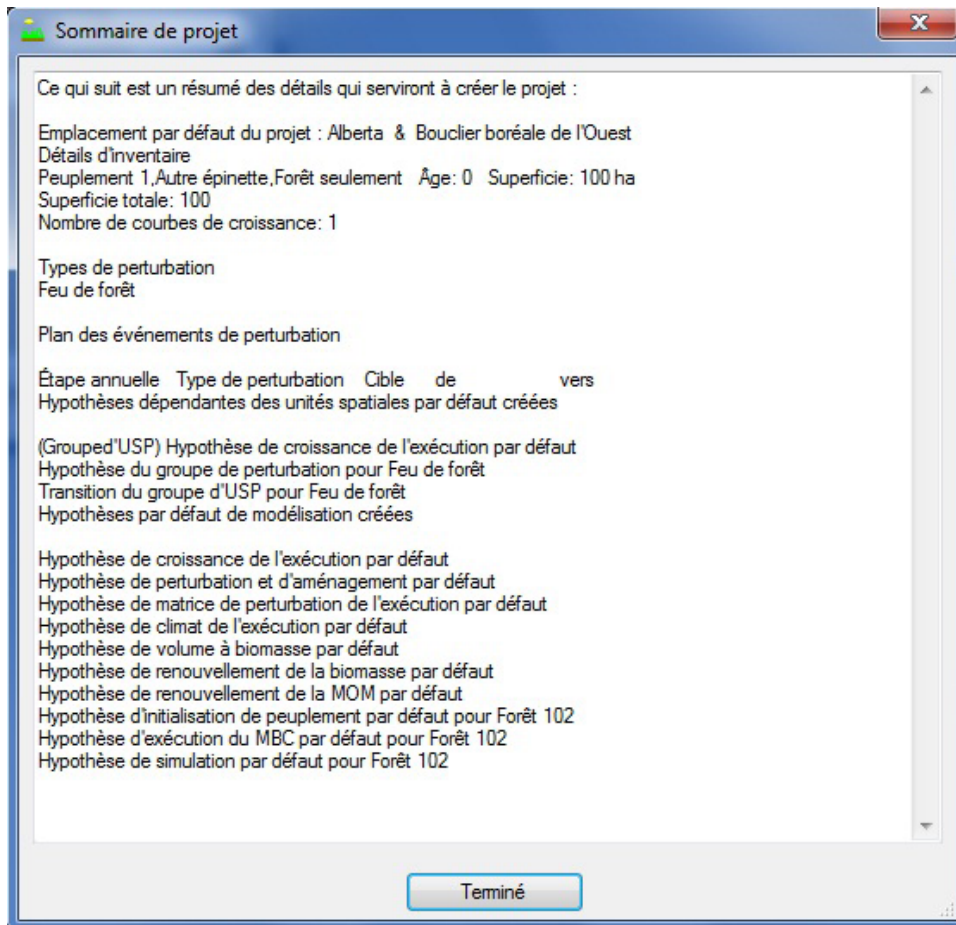 Sommaire de projet
Ce qui suit est un résumé des détails qui serviront à créer le projet :
Emplacement par défaut du projet : Alberta & Bouclier boréale de l'Ouest
Détails d'inventaire
Peuplement 1,Autre épinette,Forêt seulement Âge: 0 Superficie: 100 ha
Superficie totale: 100
Nombre de courbes de croissance: 1
Types de perturbation
Feu de forêt
Plan des événements de perturbation
Étape annuelle Type de perturbation Cible de vers
Hypothèses dépendantes des unités spatiales par défaut créées
(Grouped'USP) Hypothèse de croissance de l'exécution par défaut
Hypothèse du groupe de perturbation pour Feu de forêt
Transition du groupe d'USP pour Feu de forêt
Hypothèses par défaut de modélisation créées
Hypothèse de croissance de l'exécution par défaut
Hypothèse de perturbation et d'aménagement par défaut
Hypothèse de matrice de perturbation de l'exécution par défaut
Hypothèse de climat de l'exécution par défaut
Hypothèse de volume à biomasse par défaut
Hypothèse de renouvellement de la biomasse par défaut
Hypothèse de renouvellement de la MOM par défaut
Hypothèse d'initialisation de peuplement par défaut pour Forêt 102
Hypothèse d'exécution du MBC par défaut pour Forêt 102
Hypothèse de simulation par défaut pour Forêt 102
Terminé